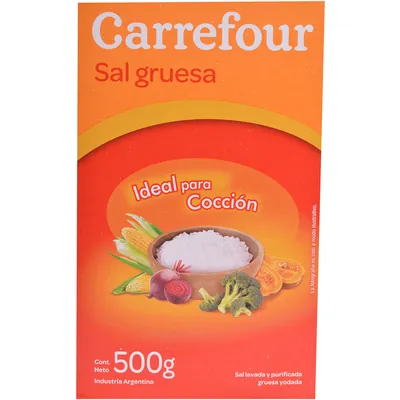 Carrefour
Sal gruesa
Ideal para
Cocción
Cont.
Neto
500g
Industria Argentina
Sal lavada y purificada
gruesa yodada